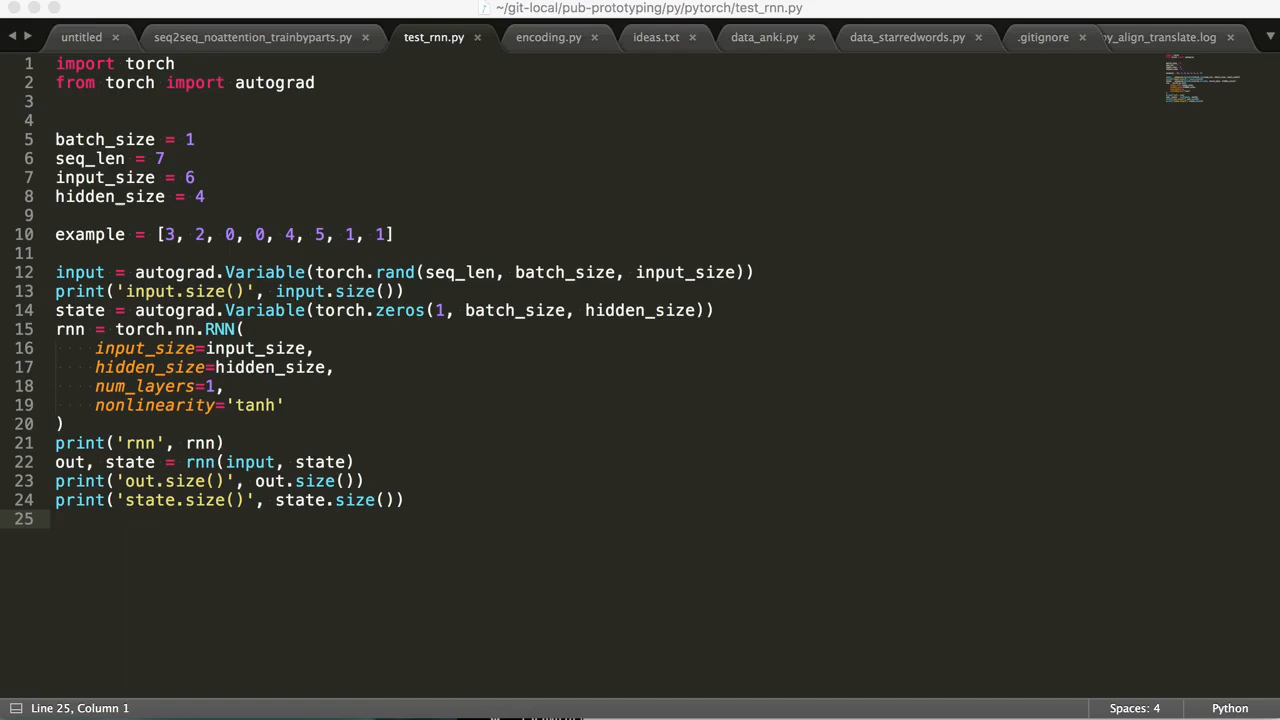 ~/git-local/pub-prototyping/py/pytorch/test_rnn.py
untitled × seq2seq_noattention_trainbyparts.py × test_rnn.py × encoding.py × ideas.txt × data_anki.py × data_starredwords.py × .gitignore × py_align_translate.log ×
1 import torch
2 from torch import autograd
3
4
5 batch_size = 1
6 seq_len = 7
7 input_size = 6
8 hidden_size = 4
9
10 example = [3, 2, 0, 0, 4, 5, 1, 1]
11
12 input = autograd.Variable(torch.rand(seq_len, batch_size, input_size))
13 print('input.size()', input.size())
14 state = autograd.Variable(torch.zeros(1, batch_size, hidden_size))
15 rnn = torch.nn.RNN(
16     input_size=input_size,
17     hidden_size=hidden_size,
18     num_layers=1,
19     nonlinearity='tanh'
20 )
21 print('rnn', rnn)
22 out, state = rnn(input, state)
23 print('out.size()', out.size())
24 print('state.size()', state.size())
25
Line 25, Column 1 Spaces: 4 Python